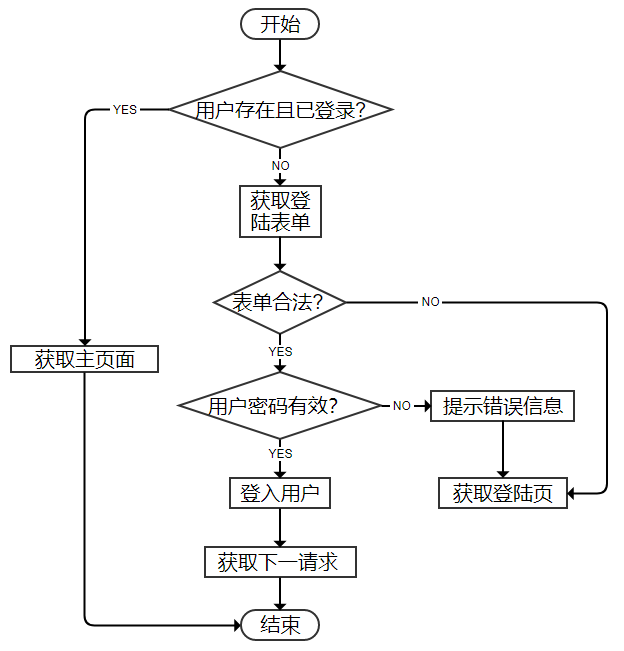 开始
用户存在且已登录?
YES
NO
获取登
陆表单
表单合法?
NO
YES
获取主页面
用户密码有效?
NO
提示错误信息
YES
登入用户
获取登陆页
获取下一请求
结束